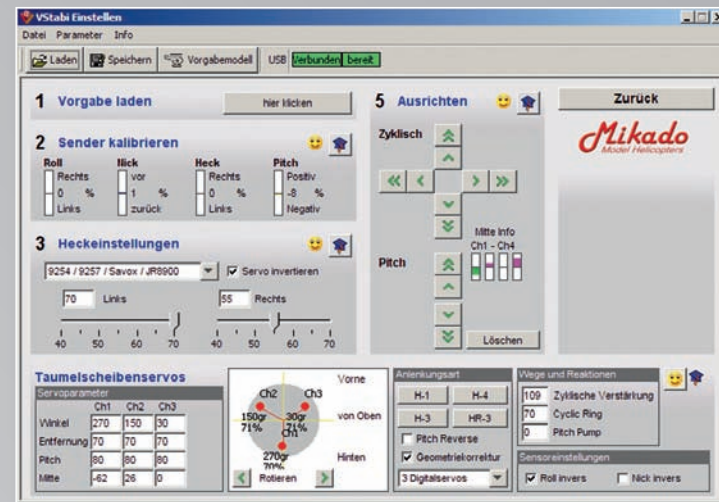 VStabi Einstellen
Datei Parameter Info
Laden Speichern Vorgabemodell USB Verbunden bereit
1 Vorgabe laden
hier klicken
2 Sender kalibrieren
Roll Nick Heck Pitch
Rechts vor Rechts Positiv
0 % 1 % 0 % -8 %
Links zurück Links Negativ
3 Heckeinstellungen
9254 / 9257 / Savox / JR8900 Servo invertieren
70 Links 55 Rechts
40 50 60 70 40 50 60 70
5 Ausrichten
Zyklisch
Mitte Info
Ch1 - Ch4
Pitch
Löschen
Zurück
Mikado
Model Helicopters
Taumelscheibenservos
Servoparameter
Ch1 Ch2 Ch3
Winkel 270 150 30
Entfernung 70 70 70
Pitch 80 80 80
Mitte -62 26 0
Vorne
Ch2 Ch3
150gr 30gr von Oben
71% 71%
Ch1
270gr Hinten
70%
Rotieren
Anlenkungsart
H-1 H-4
H-3 HR-3
Pitch Reverse
Geometriekorrektur
3 Digitalservos
Wege und Reaktionen
109 Zyklische Verstärkung
70 Cyclic Ring
0 Pitch Pump
Sensoreinstellungen
Roll invers Nick invers